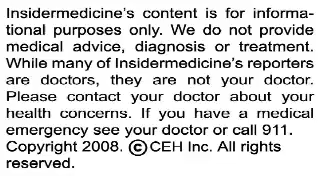 Insidermedicine's content is for informa-
tional purposes only. We do not provide
medical advice, diagnosis or treatment.
While many of Insidermedicine's reporters
are doctors, they are not your doctor.
Please contact your doctor about your
health concerns. If you have a medical
emergency see your doctor or call 911.
Copyright 2008. ©CEH Inc. All rights
reserved.